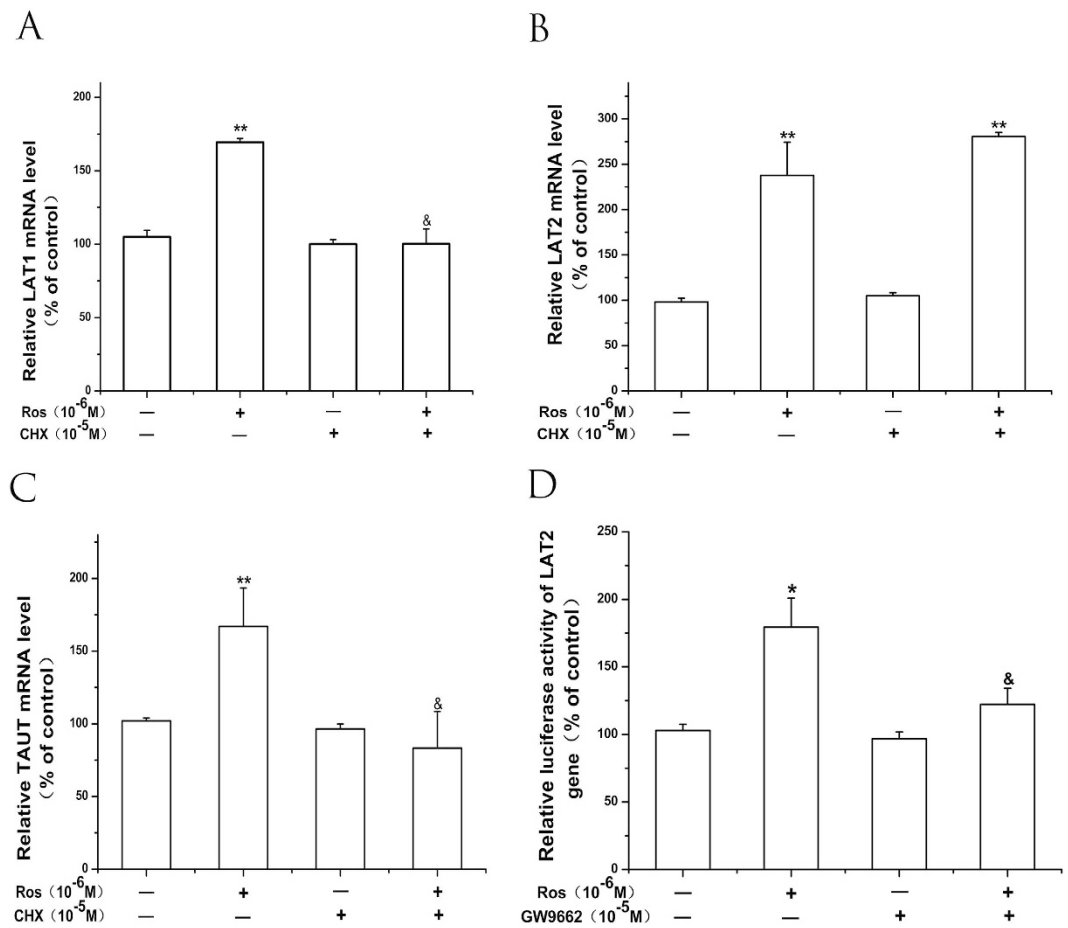 A
Relative LAT1 mRNA level
（% of control）
200
150
100
50
0
**
&
Ros（10⁻⁶M） — + — +
CHX（10⁻⁵M） — — + +
B
Relative LAT2 mRNA level
（% of control）
300
250
200
150
100
50
0
**
**
Ros（10⁻⁶M） — + — +
CHX（10⁻⁵M） — — + +
C
Relative TAUT mRNA level
（% of control）
200
150
100
50
0
**
&
Ros（10⁻⁶M） — + — +
CHX（10⁻⁵M） — — + +
D
Relative luciferase activity of LAT2
gene（% of control）
250
200
150
100
50
0
*
&
Ros（10⁻⁶M） — + — +
GW9662（10⁻⁵M） — — + +